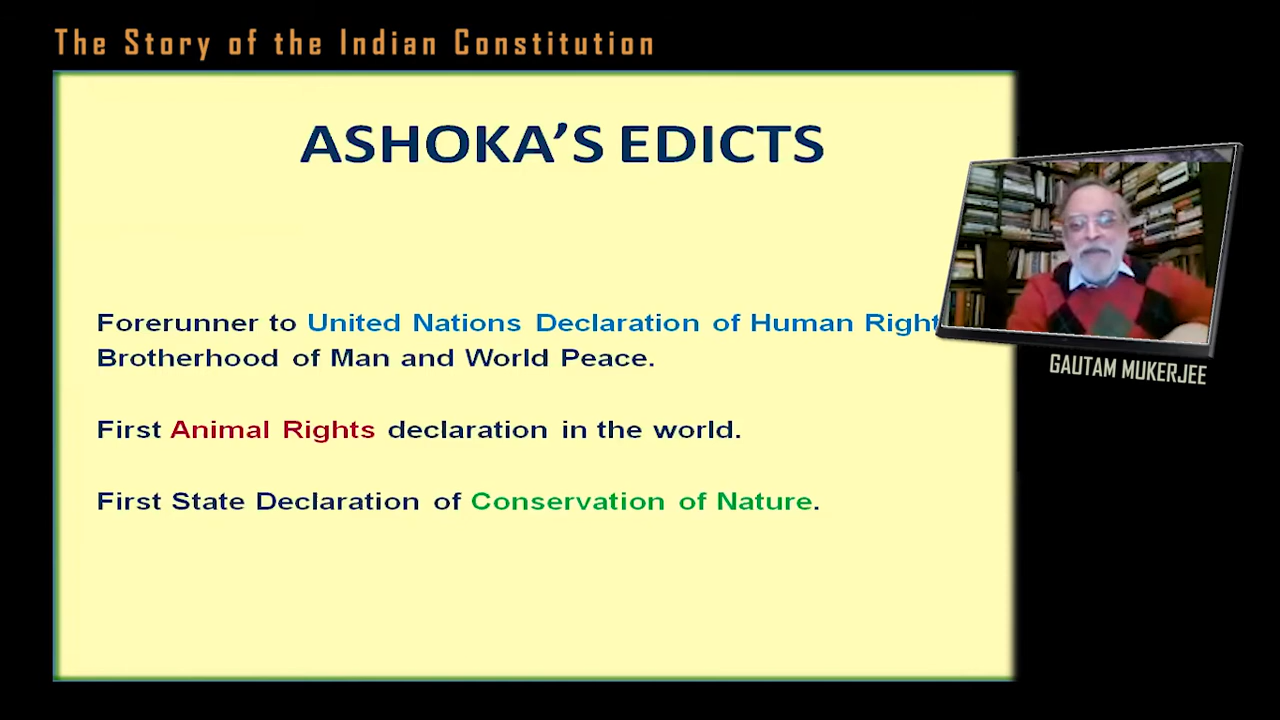 The Story of the Indian Constitution
ASHOKA'S EDICTS
Forerunner to United Nations Declaration of Human Right
Brotherhood of Man and World Peace.
First Animal Rights declaration in the world.
First State Declaration of Conservation of Nature.
GAUTAM MUKERJEE